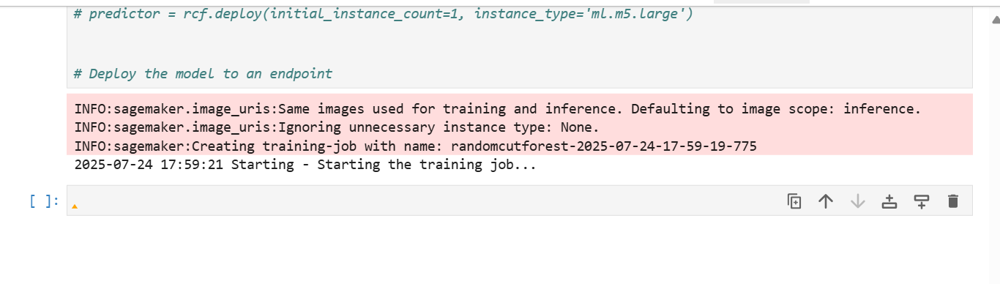 # predictor = rcf.deploy(initial_instance_count=1, instance_type='ml.m5.large')
# Deploy the model to an endpoint
INFO:sagemaker.image_uris:Same images used for training and inference. Defaulting to image scope: inference.
INFO:sagemaker.image_uris:Ignoring unnecessary instance type: None.
INFO:sagemaker:Creating training-job with name: randomcutforest-2025-07-24-17-59-19-775
2025-07-24 17:59:21 Starting - Starting the training job...
[ ]: